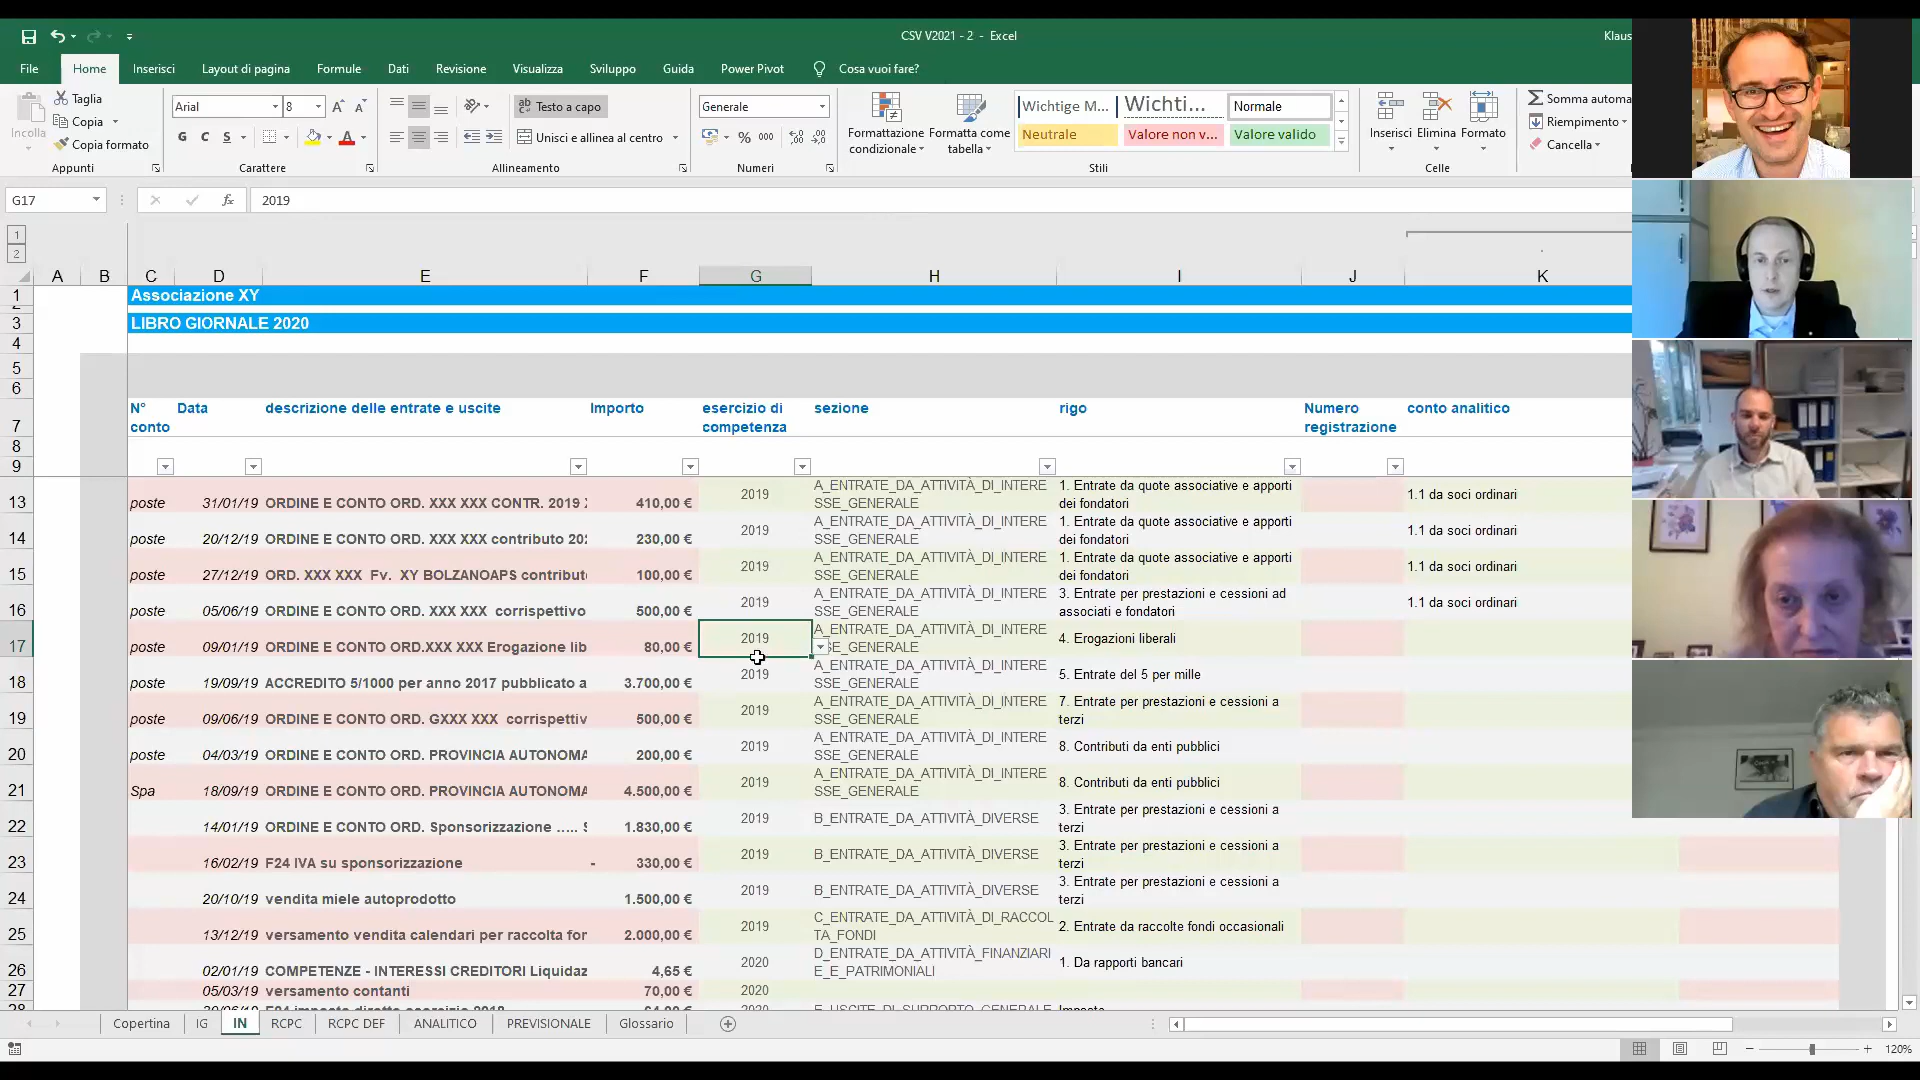 CSV V2021 - 2 - Excel
Klaus
File Home Inserisci Layout di pagina Formule Dati Revisione Visualizza Sviluppo Guida Power Pivot Cosa vuoi fare?
Incolla
Taglia
Copia
Copia formato
Appunti
Arial 8
G C S
Carattere
Testo a capo
Unisci e allinea al centro
Allineamento
Generale
% 000
Numeri
Formattazione condizionale
Formatta come tabella
Wichtige M... Wichti... Normale
Neutrale Valore non v... Valore valido
Stili
Inserisci Elimina Formato
Celle
Somma automa
Riempimento
Cancella
G17 fx 2019
1
2
A B C D E F G H I J K
1 Associazione XY
3 LIBRO GIORNALE 2020
4
5
6
7 N° conto Data descrizione delle entrate e uscite Importo esercizio di competenza sezione rigo Numero registrazione conto analitico
8
9
13 poste 31/01/19 ORDINE E CONTO ORD. XXX XXX CONTR. 2019 410,00 € 2019 A_ENTRATE_DA_ATTIVITÀ_DI_INTERESSE_GENERALE 1. Entrate da quote associative e apporti dei fondatori 1.1 da soci ordinari
14 poste 20/12/19 ORDINE E CONTO ORD. XXX XXX contributo 202 230,00 € 2019 A_ENTRATE_DA_ATTIVITÀ_DI_INTERESSE_GENERALE 1. Entrate da quote associative e apporti dei fondatori 1.1 da soci ordinari
15 poste 27/12/19 ORD. XXX XXX Fv. XY BOLZANOAPS contribut 100,00 € 2019 A_ENTRATE_DA_ATTIVITÀ_DI_INTERESSE_GENERALE 1. Entrate da quote associative e apporti dei fondatori 1.1 da soci ordinari
16 poste 05/06/19 ORDINE E CONTO ORD. XXX XXX corrispettivo 500,00 € 2019 A_ENTRATE_DA_ATTIVITÀ_DI_INTERESSE_GENERALE 3. Entrate per prestazioni e cessioni ad associati e fondatori 1.1 da soci ordinari
17 poste 09/01/19 ORDINE E CONTO ORD.XXX XXX Erogazione lib 80,00 € 2019 A_ENTRATE_DA_ATTIVITÀ_DI_INTERESSE_GENERALE 4. Erogazioni liberali
18 poste 19/09/19 ACCREDITO 5/1000 per anno 2017 pubblicato a 3.700,00 € 2019 A_ENTRATE_DA_ATTIVITÀ_DI_INTERESSE_GENERALE 5. Entrate del 5 per mille
19 poste 09/06/19 ORDINE E CONTO ORD. GXXX XXX corrispettiv 500,00 € 2019 A_ENTRATE_DA_ATTIVITÀ_DI_INTERESSE_GENERALE 7. Entrate per prestazioni e cessioni a terzi
20 poste 04/03/19 ORDINE E CONTO ORD. PROVINCIA AUTONOMA 200,00 € 2019 A_ENTRATE_DA_ATTIVITÀ_DI_INTERESSE_GENERALE 8. Contributi da enti pubblici
21 Spa 18/09/19 ORDINE E CONTO ORD. PROVINCIA AUTONOMA 4.500,00 € 2019 A_ENTRATE_DA_ATTIVITÀ_DI_INTERESSE_GENERALE 8. Contributi da enti pubblici
22 14/01/19 ORDINE E CONTO ORD. Sponsorizzazione ..... S 1.830,00 € 2019 B_ENTRATE_DA_ATTIVITÀ_DIVERSE 3. Entrate per prestazioni e cessioni a terzi
23 16/02/19 F24 IVA su sponsorizzazione - 330,00 € 2019 B_ENTRATE_DA_ATTIVITÀ_DIVERSE 3. Entrate per prestazioni e cessioni a terzi
24 20/10/19 vendita miele autoprodotto 1.500,00 € 2019 B_ENTRATE_DA_ATTIVITÀ_DIVERSE 3. Entrate per prestazioni e cessioni a terzi
25 13/12/19 versamento vendita calendari per raccolta for 2.000,00 € 2019 C_ENTRATE_DA_ATTIVITÀ_DI_RACCOLTA_FONDI 2. Entrate da raccolte fondi occasionali
26 02/01/19 COMPETENZE - INTERESSI CREDITORI Liquidaz 4,65 € 2020 D_ENTRATE_DA_ATTIVITÀ_FINANZIARIE_E_PATRIMONIALI 1. Da rapporti bancari
27 05/03/19 versamento contanti 70,00 € 2020
Copertina IG IN RCPC RCPC DEF ANALITICO PREVISIONALE Glossario
120%